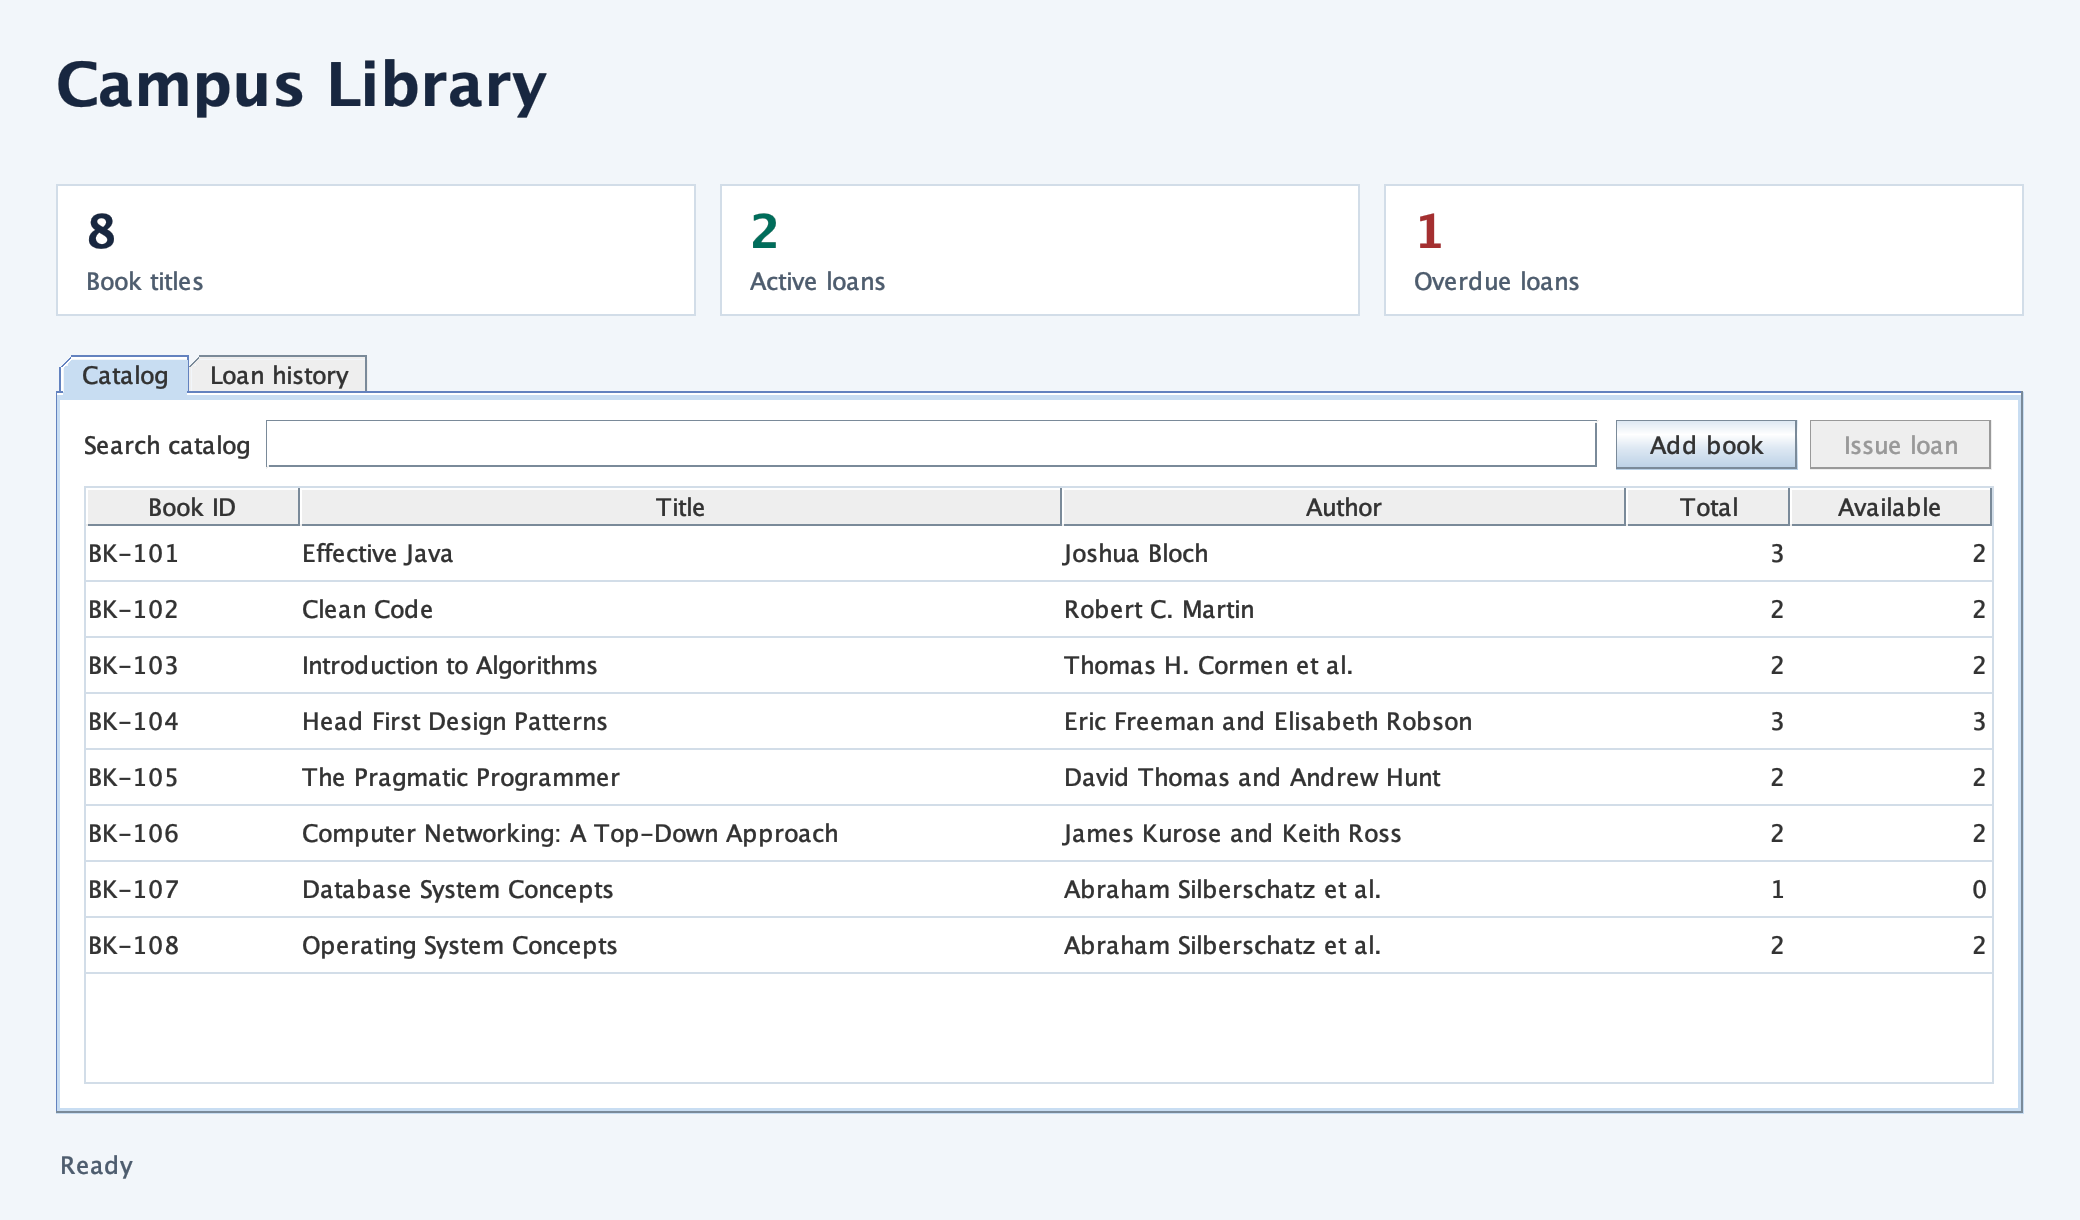 Campus Library
8
Book titles
2
Active loans
1
Overdue loans
Catalog Loan history
Search catalog Add book Issue loan
Book ID Title Author Total Available
BK-101 Effective Java Joshua Bloch 3 2
BK-102 Clean Code Robert C. Martin 2 2
BK-103 Introduction to Algorithms Thomas H. Cormen et al. 2 2
BK-104 Head First Design Patterns Eric Freeman and Elisabeth Robson 3 3
BK-105 The Pragmatic Programmer David Thomas and Andrew Hunt 2 2
BK-106 Computer Networking: A Top-Down Approach James Kurose and Keith Ross 2 2
BK-107 Database System Concepts Abraham Silberschatz et al. 1 0
BK-108 Operating System Concepts Abraham Silberschatz et al. 2 2
Ready